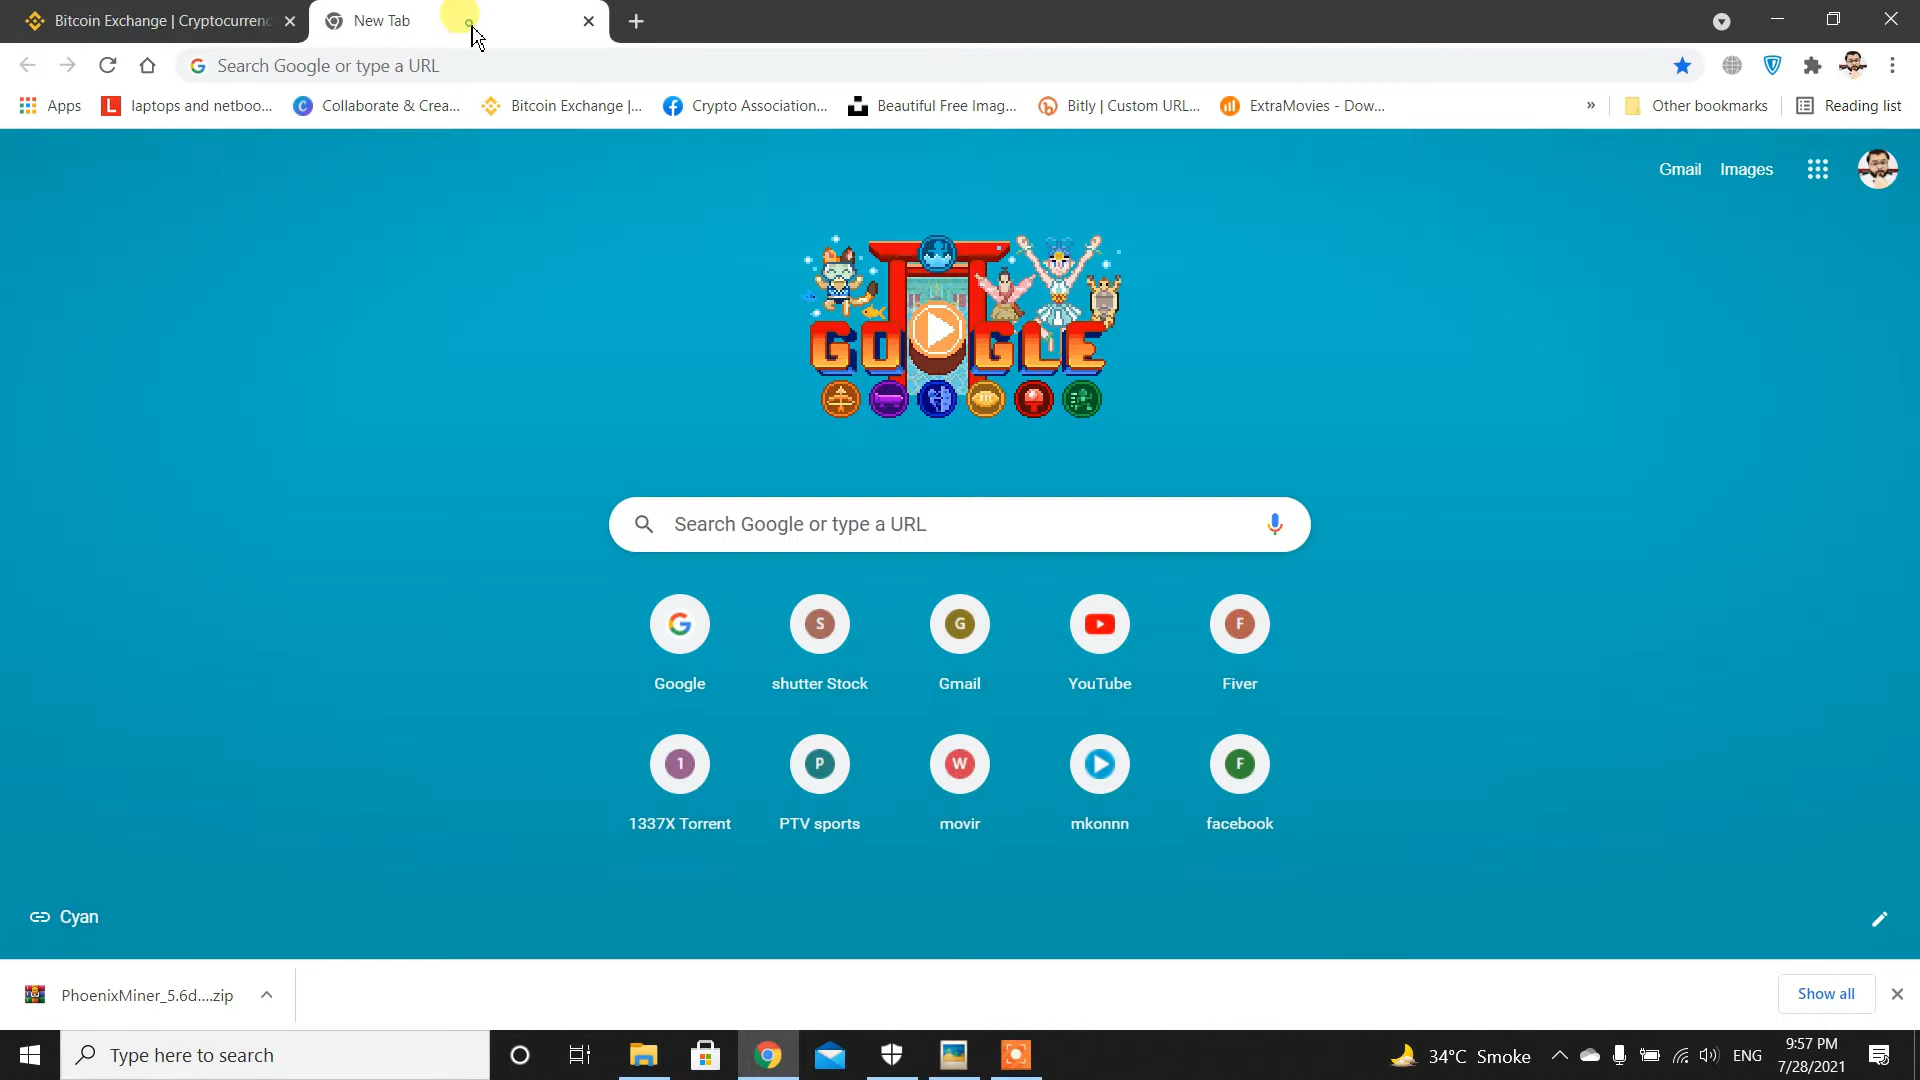 Bitcoin Exchange | Cryptocurrenc
New Tab
Search Google or type a URL
Apps
laptops and netboo...
Collaborate & Crea...
Bitcoin Exchange |...
Crypto Association...
Beautiful Free Imag...
Bitly | Custom URL...
ExtraMovies - Dow...
»
Other bookmarks
Reading list
Gmail
Images
GOOGLE
Search Google or type a URL
G
S
G
F
Google
shutter Stock
Gmail
YouTube
Fiver
1
P
W
F
1337X Torrent
PTV sports
movir
mkonnn
facebook
Cyan
PhoenixMiner_5.6d....zip
Show all
Type here to search
34°C Smoke
ENG
9:57 PM
7/28/2021